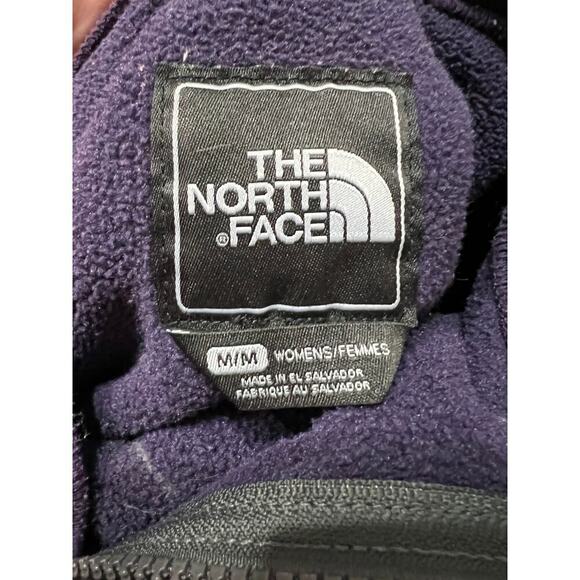 THE
NORTH
®FACE
M/M WOMENS/FEMMES
MADE IN EL SALVADOR
FABRIQUE AU SALVADOR